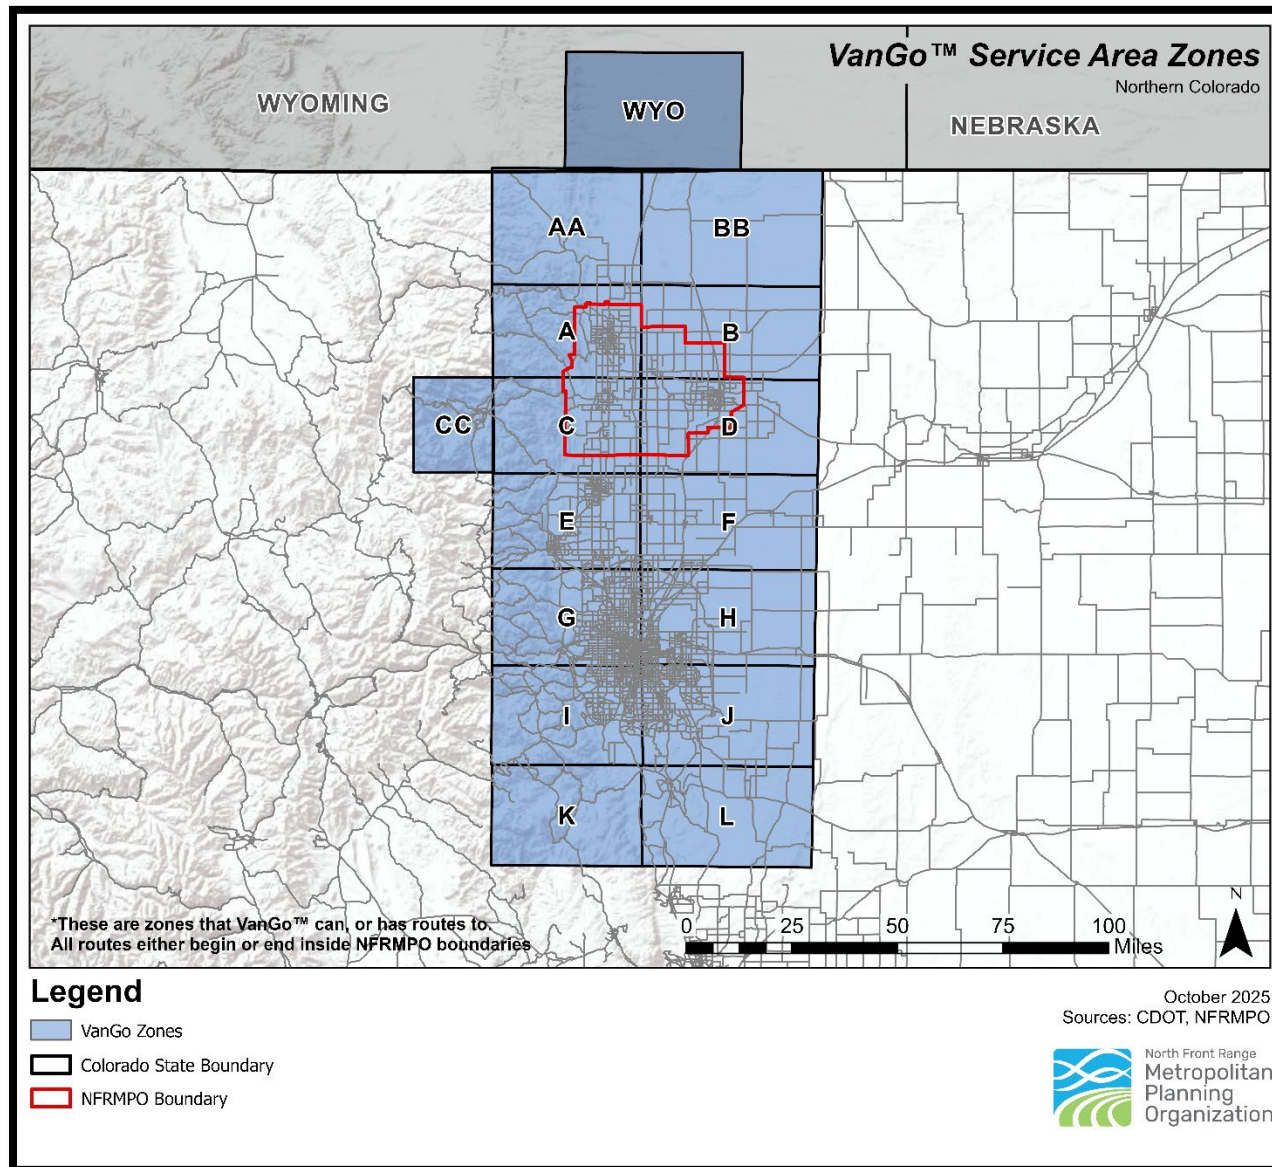 VanGo™ Service Area Zones
Northern Colorado
WYOMING
WYO
NEBRASKA
AA
BB
A
B
CC
C
D
E
F
G
H
I
J
K
L
*These are zones that VanGo™ can, or has routes to.
All routes either begin or end inside NFRMPO boundaries
0 25 50 75 100
Miles
N
Legend
VanGo Zones
Colorado State Boundary
NFRMPO Boundary
October 2025
Sources: CDOT, NFRMPO
North Front Range
Metropolitan
Planning
Organization